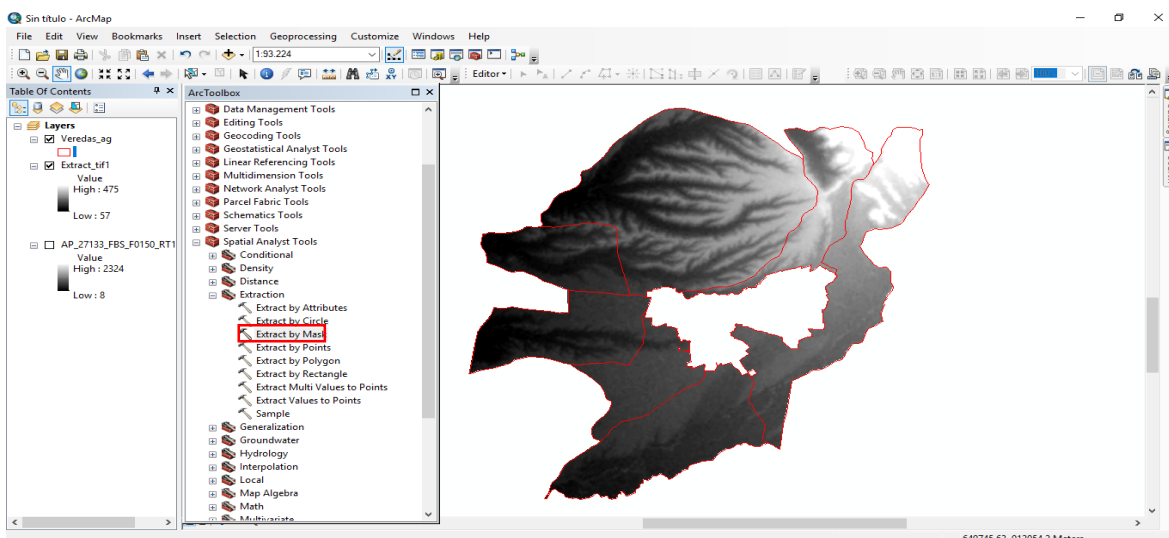 Sin título - ArcMap
File Edit View Bookmarks Insert Selection Geoprocessing Customize Windows Help
1:93.224
Editor
Table Of Contents
ArcToolbox
Layers
Veredas_ag
Extract_tif1
Value
High : 475
Low : 57
AP_27133_FBS_F0150_RT1
Value
High : 2324
Low : 8
Data Management Tools
Editing Tools
Geocoding Tools
Geostatistical Analyst Tools
Linear Referencing Tools
Multidimension Tools
Network Analyst Tools
Parcel Fabric Tools
Schematics Tools
Server Tools
Spatial Analyst Tools
Conditional
Density
Distance
Extraction
Extract by Attributes
Extract by Circle
Extract by Mask
Extract by Points
Extract by Polygon
Extract by Rectangle
Extract Multi Values to Points
Extract Values to Points
Sample
Generalization
Groundwater
Hydrology
Interpolation
Local
Map Algebra
Math
Multivariate